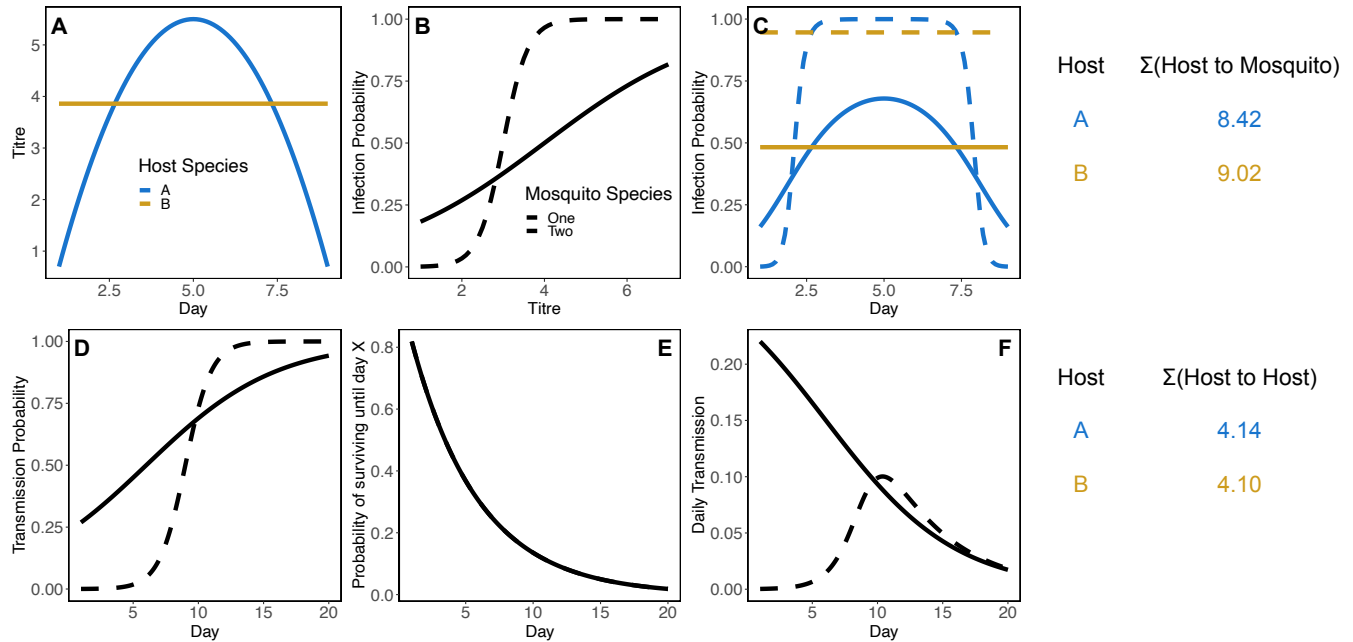 A
5
4
3
2
1
Titre
Host Species
A
B
2.5
5.0
7.5
Day
B
1.00
0.75
0.50
0.25
0.00
Infection Probability
Mosquito Species
One
Two
2
4
6
Titre
C
1.00
0.75
0.50
0.25
0.00
Infection Probability
2.5
5.0
7.5
Day
Host Σ(Host to Mosquito)
A 8.42
B 9.02
D
1.00
0.75
0.50
0.25
0.00
Transmission Probability
5
10
15
20
Day
E
0.8
0.6
0.4
0.2
0.0
Probability of surviving until day X
5
10
15
20
Day
F
0.20
0.15
0.10
0.05
0.00
Daily Transmission
5
10
15
20
Day
Host Σ(Host to Host)
A 4.14
B 4.10